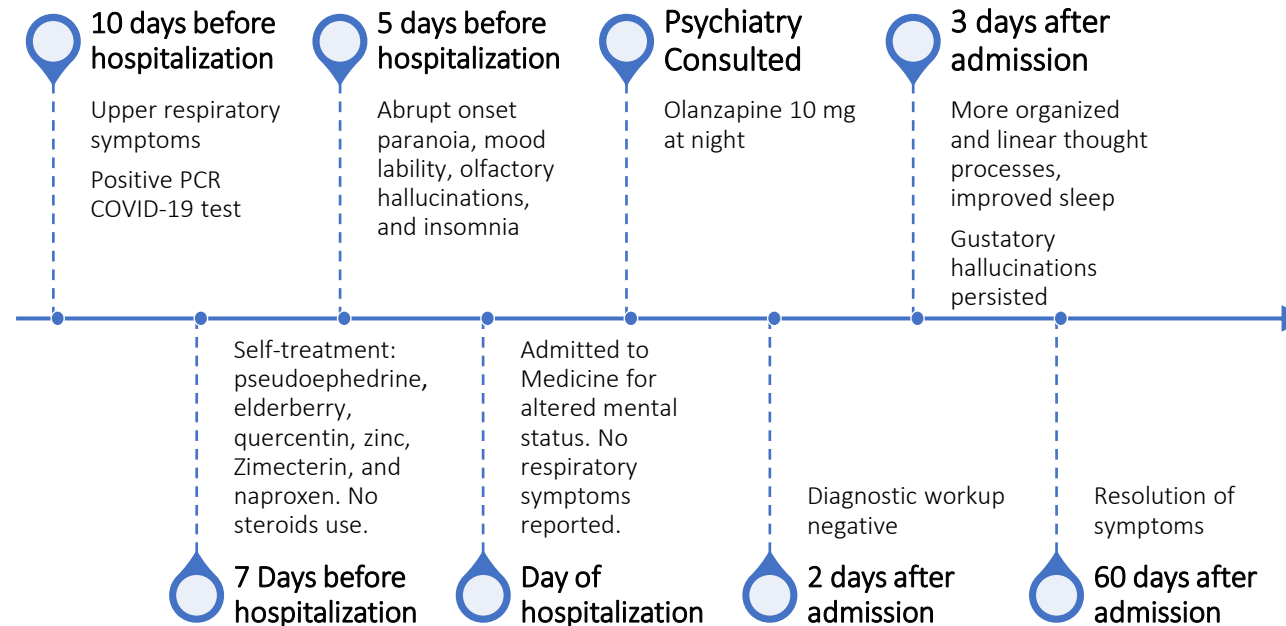 10 days before
hospitalization
Upper respiratory
symptoms
Positive PCR
COVID-19 test
5 days before
hospitalization
Abrupt onset
paranoia, mood
lability, olfactory
hallucinations,
and insomnia
Psychiatry
Consulted
Olanzapine 10 mg
at night
3 days after
admission
More organized
and linear thought
processes,
improved sleep
Gustatory
hallucinations
persisted
Self-treatment:
pseudoephedrine,
elderberry,
quercentin, zinc,
Zimecterin, and
naproxen. No
steroids use.
7 Days before
hospitalization
Admitted to
Medicine for
altered mental
status. No
respiratory
symptoms
reported.
Day of
hospitalization
Diagnostic workup
negative
2 days after
admission
Resolution of
symptoms
60 days after
admission